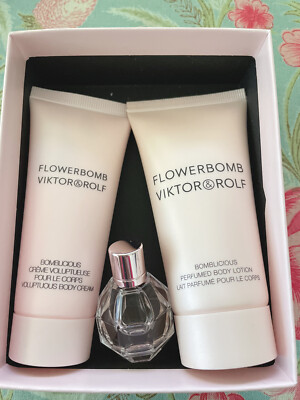 FLOWERBOMB
VIKTOR&ROLF
BOMBLICIOUS
CRÈME VOLUPTUEUSE
POUR LE CORPS
VOLUPTUOUS BODY CREAM
FLOWERBOMB
VIKTOR&ROLF
BOMBLICIOUS
PERFUMED BODY LOTION
LAIT PARFUMÉ POUR LE CORPS